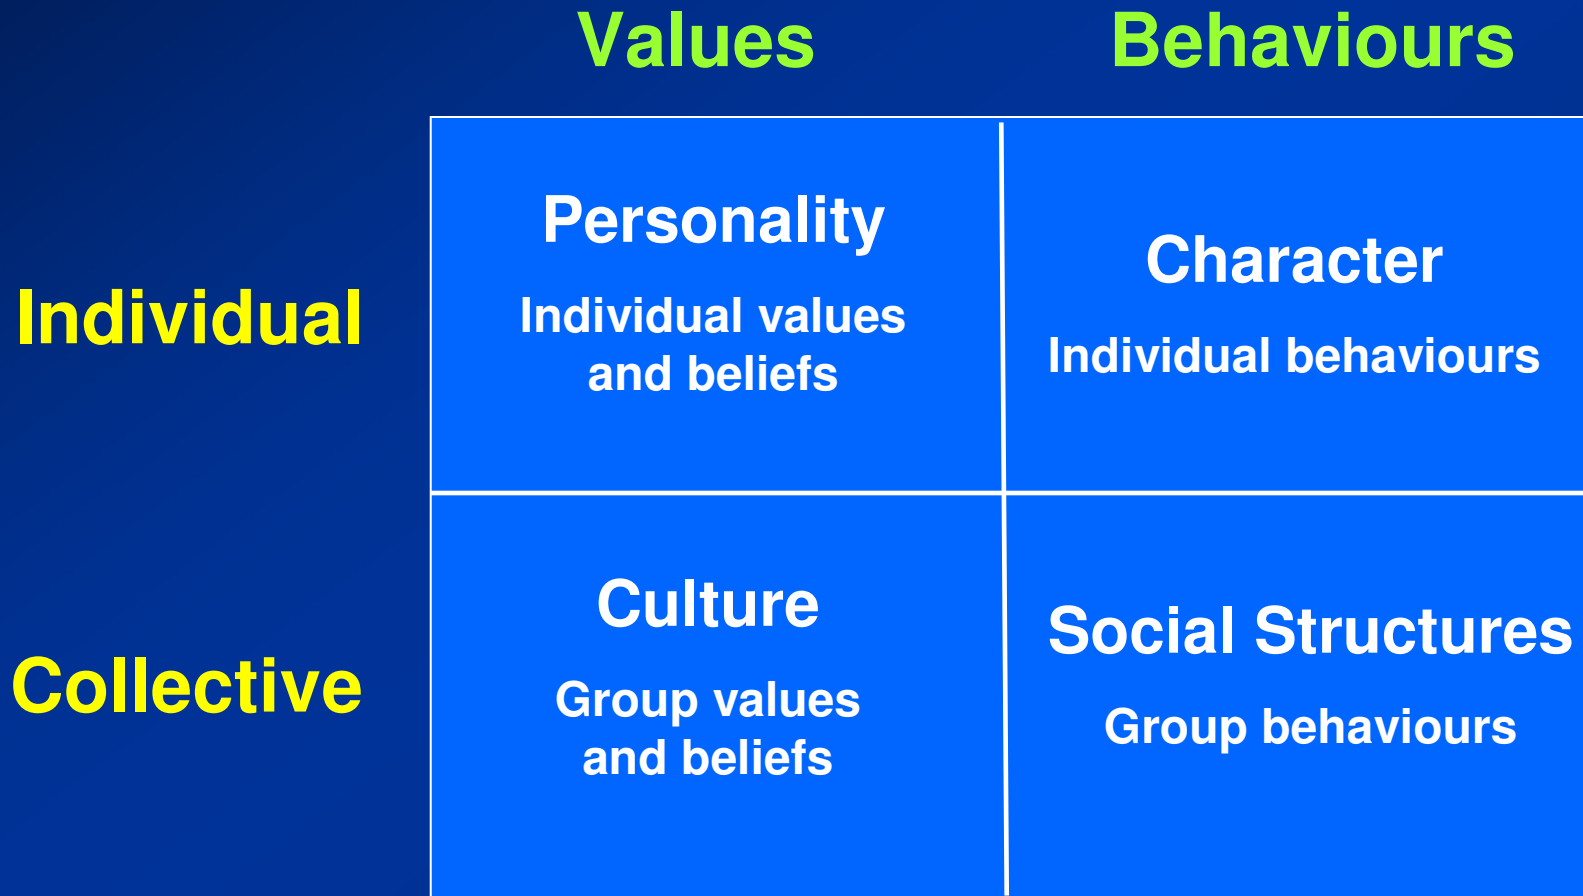 Values
Behaviours
Individual
Personality
Individual values
and beliefs
Character
Individual behaviours
Collective
Culture
Group values
and beliefs
Social Structures
Group behaviours